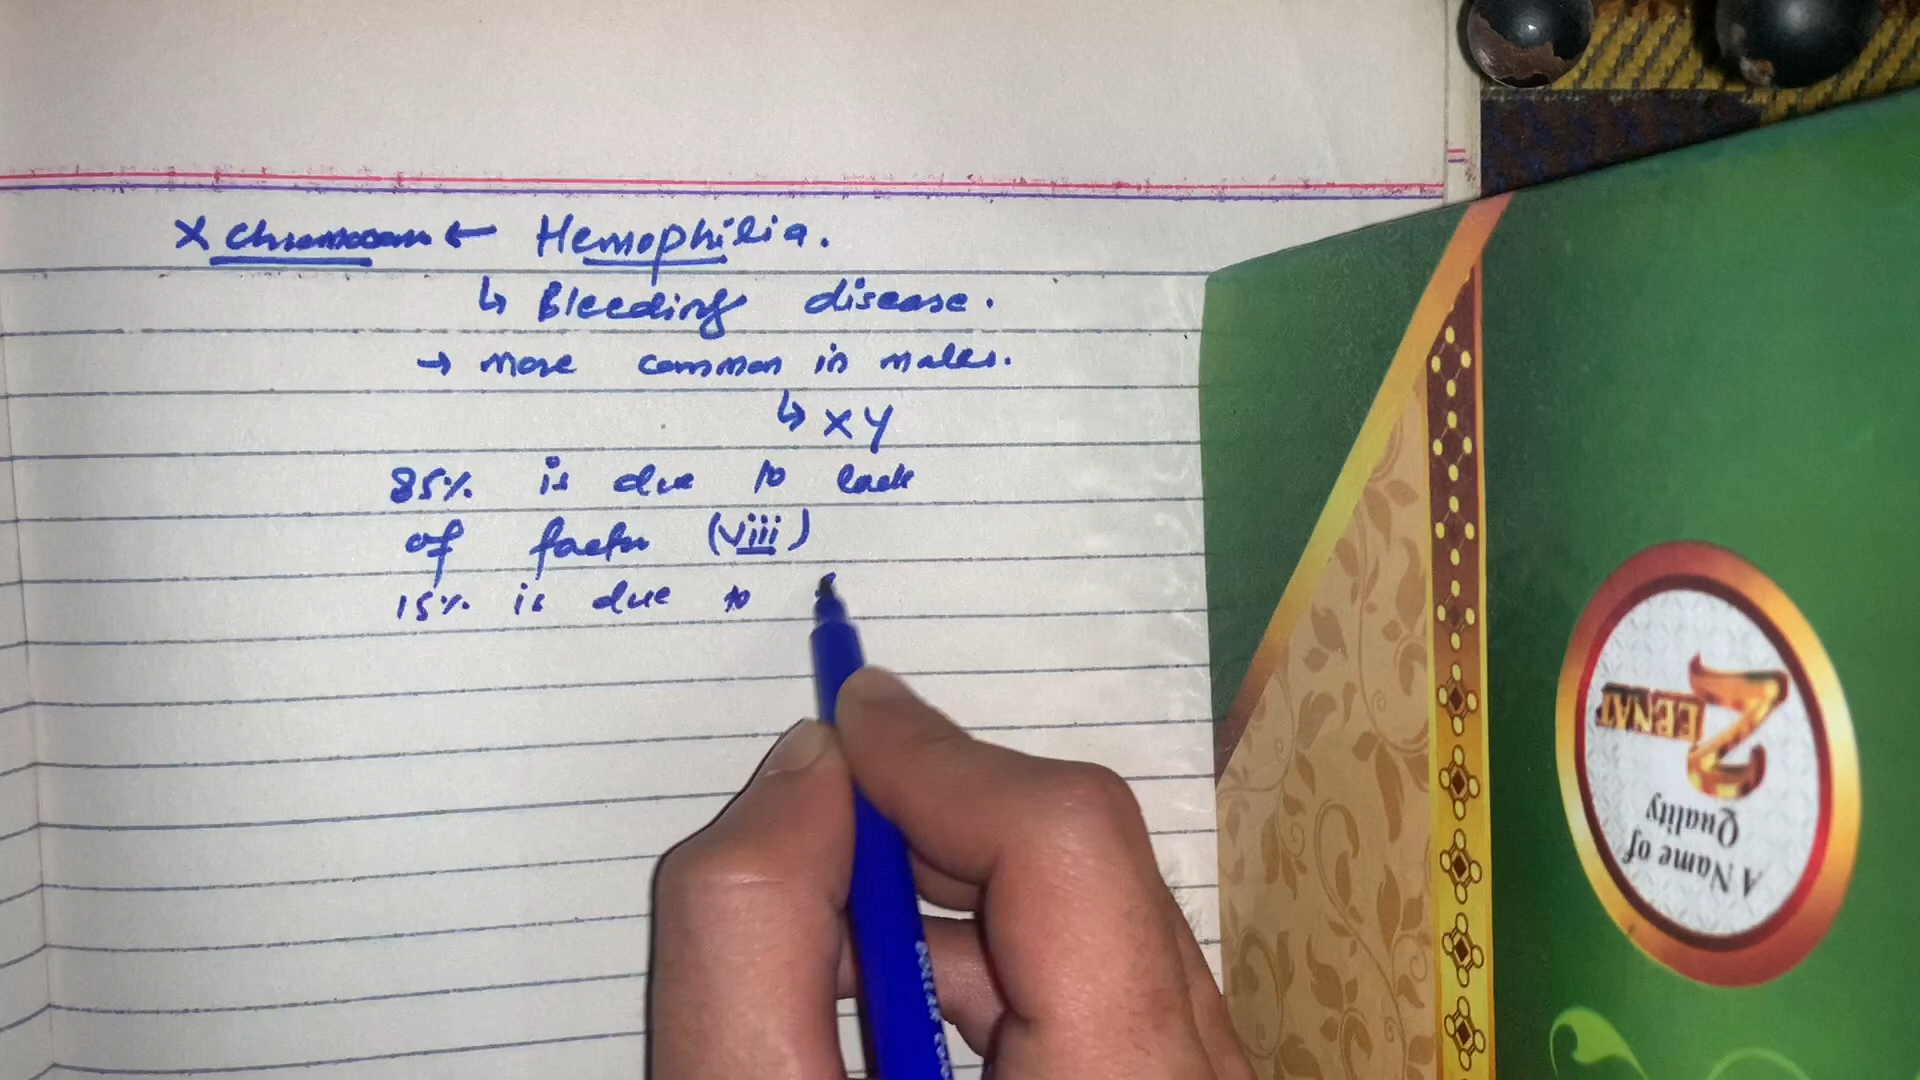 X chromosom ← Hemophilia.
↳ Bleeding disease.
→ more common in males.
↳ XY
85% is due to lack
of factor (viii)
15% is due to
ZEENAT
A Name of
Quality